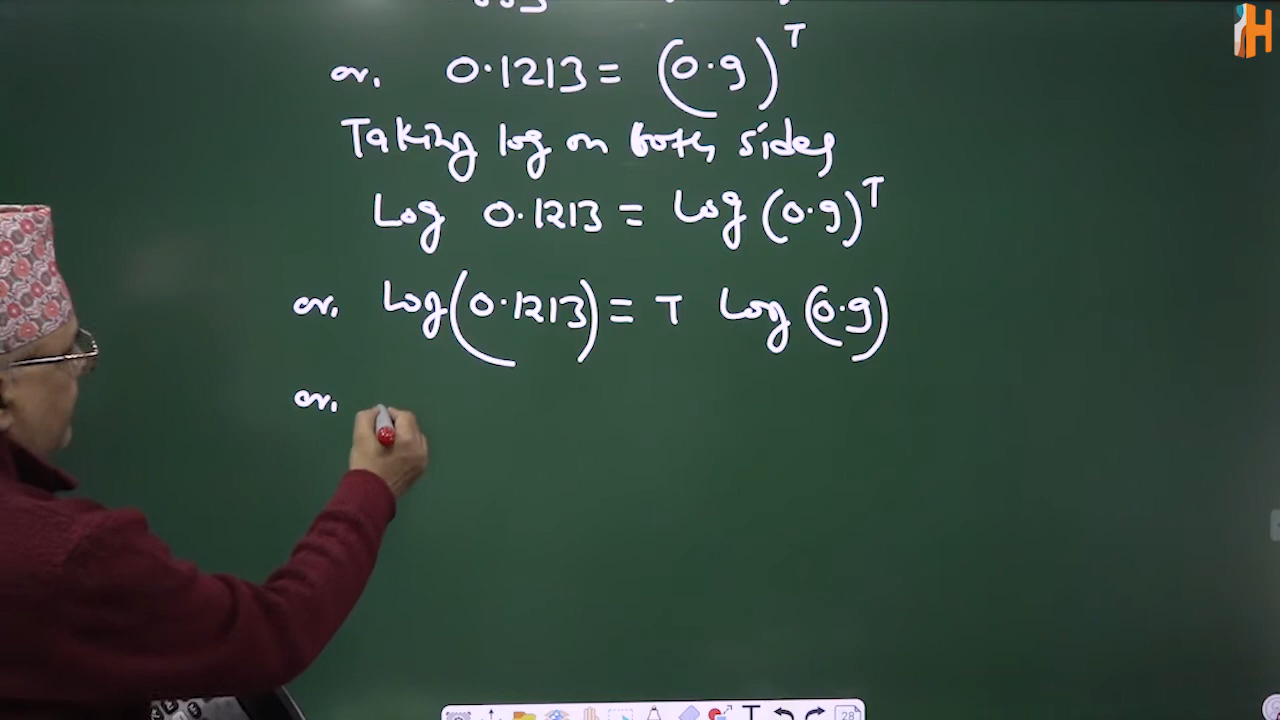 or, 0.1213 = (0.9)^T
Taking log on both sides
Log 0.1213 = Log (0.9)^T
or, Log (0.1213) = T Log (0.9)
or,
H
T
28